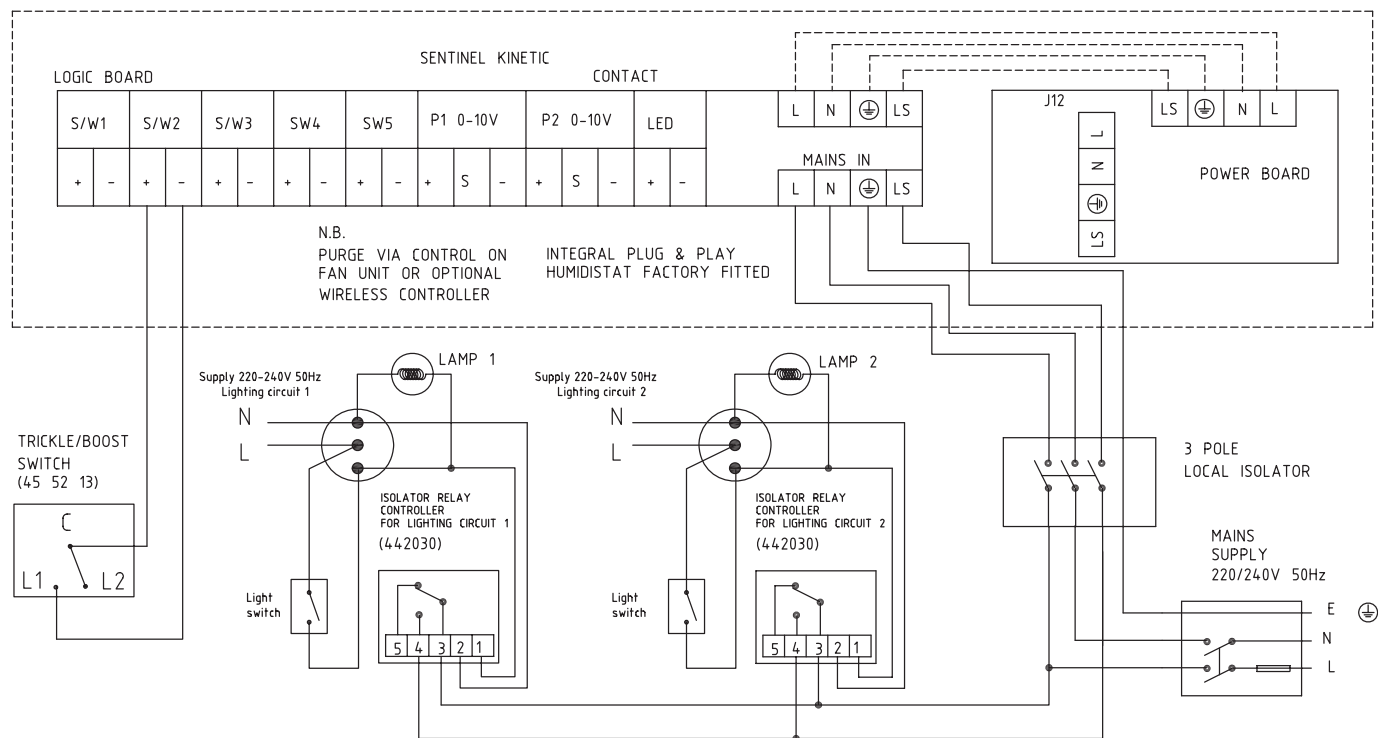 SENTINEL KINETIC
LOGIC BOARD
CONTACT
S/W1 S/W2 S/W3 SW4 SW5 P1 0-10V P2 0-10V LED
+ - + - + - + - + - + S - + S - + -
L N LS
MAINS IN
L N LS
J12
LS N L
L
N
LS
POWER BOARD
N.B.
PURGE VIA CONTROL ON
FAN UNIT OR OPTIONAL
WIRELESS CONTROLLER
INTEGRAL PLUG & PLAY
HUMIDISTAT FACTORY FITTED
TRICKLE/BOOST
SWITCH
(45 52 13)
C
L1 L2
LAMP 1
Supply 220-240V 50Hz
Lighting circuit 1
N
L
ISOLATOR RELAY
CONTROLLER
FOR LIGHTING CIRCUIT 1
(442030)
Light
switch
5 4 3 2 1
LAMP 2
Supply 220-240V 50Hz
Lighting circuit 2
N
L
ISOLATOR RELAY
CONTROLLER
FOR LIGHTING CIRCUIT 2
(442030)
Light
switch
5 4 3 2 1
3 POLE
LOCAL ISOLATOR
MAINS
SUPPLY
220/240V 50Hz
E
N
L